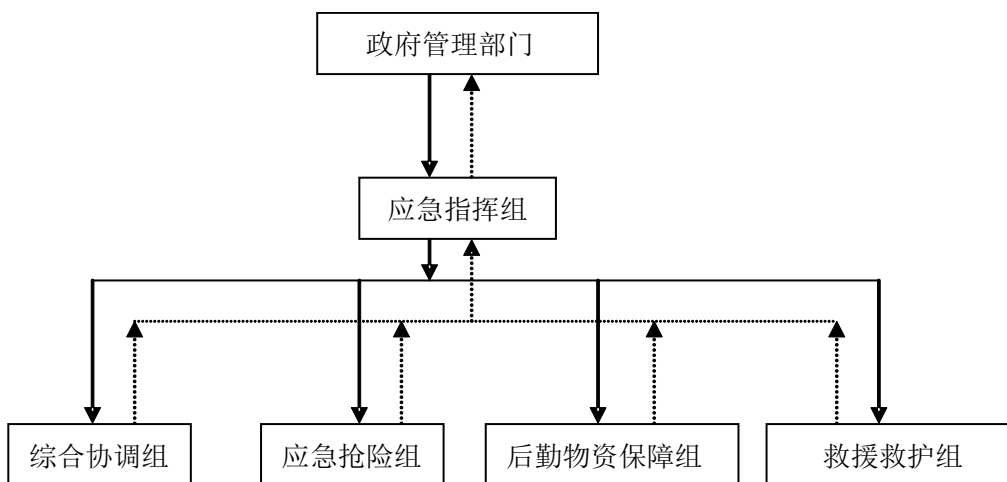 政府管理部门
应急指挥组
综合协调组
应急抢险组
后勤物资保障组
救援救护组